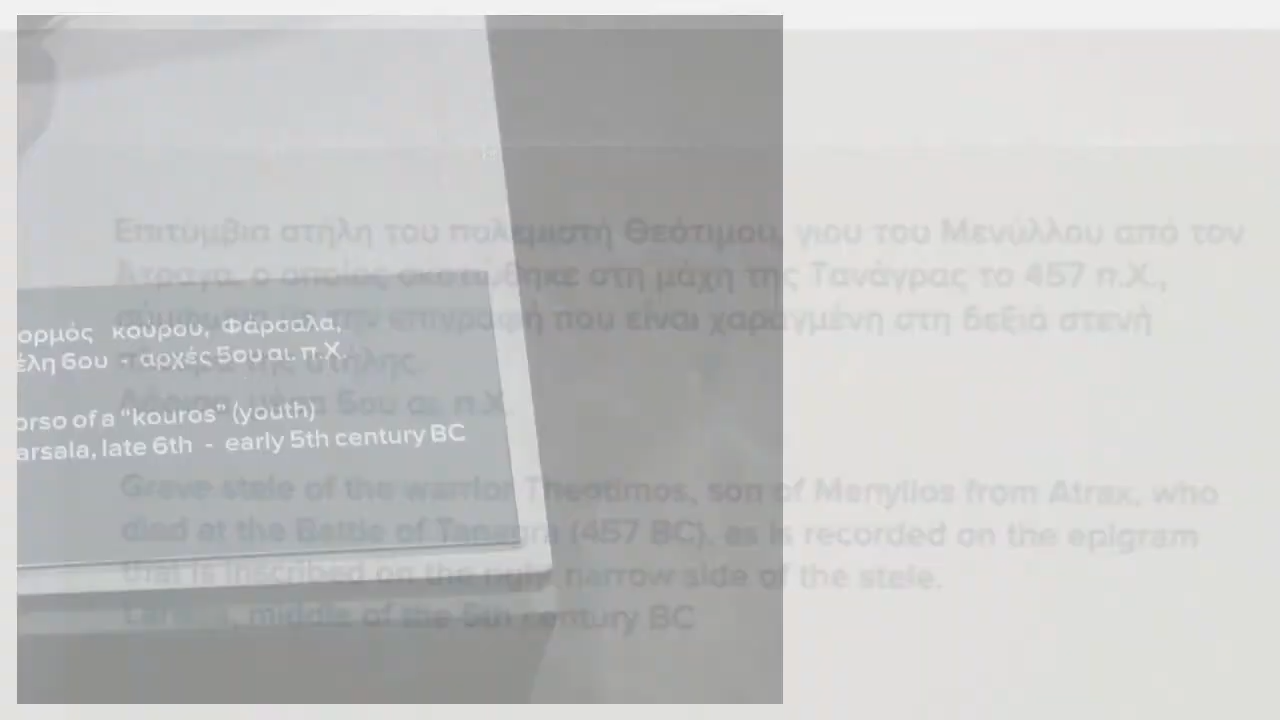 ορμός κούρου, Φάρσαλα,
έλη 6ου - αρχές 5ου αι. π.Χ.
orso of a “kouros” (youth)
arsala, late 6th - early 5th century BC
Επιτύμβια στήλη του πολεμιστή Θεότιμου, γιου του Μενύλλου από τον
Άτραγα, ο οποίος σκοτώθηκε στη μάχη της Τανάγρας το 457 π.Χ.,
σύμφωνα με την επιγραφή που είναι χαραγμένη στη δεξιά στενή
πλευρά της στήλης.
Λάρισα, μέσα 5ου αι. π.Χ.
Grave stele of the warrior Theotimos, son of Menyllos from Atrax, who
died at the Battle of Tanagra (457 BC), as is recorded on the epigram
that is inscribed on the right narrow side of the stele.
Larisa, middle of the 5th century BC